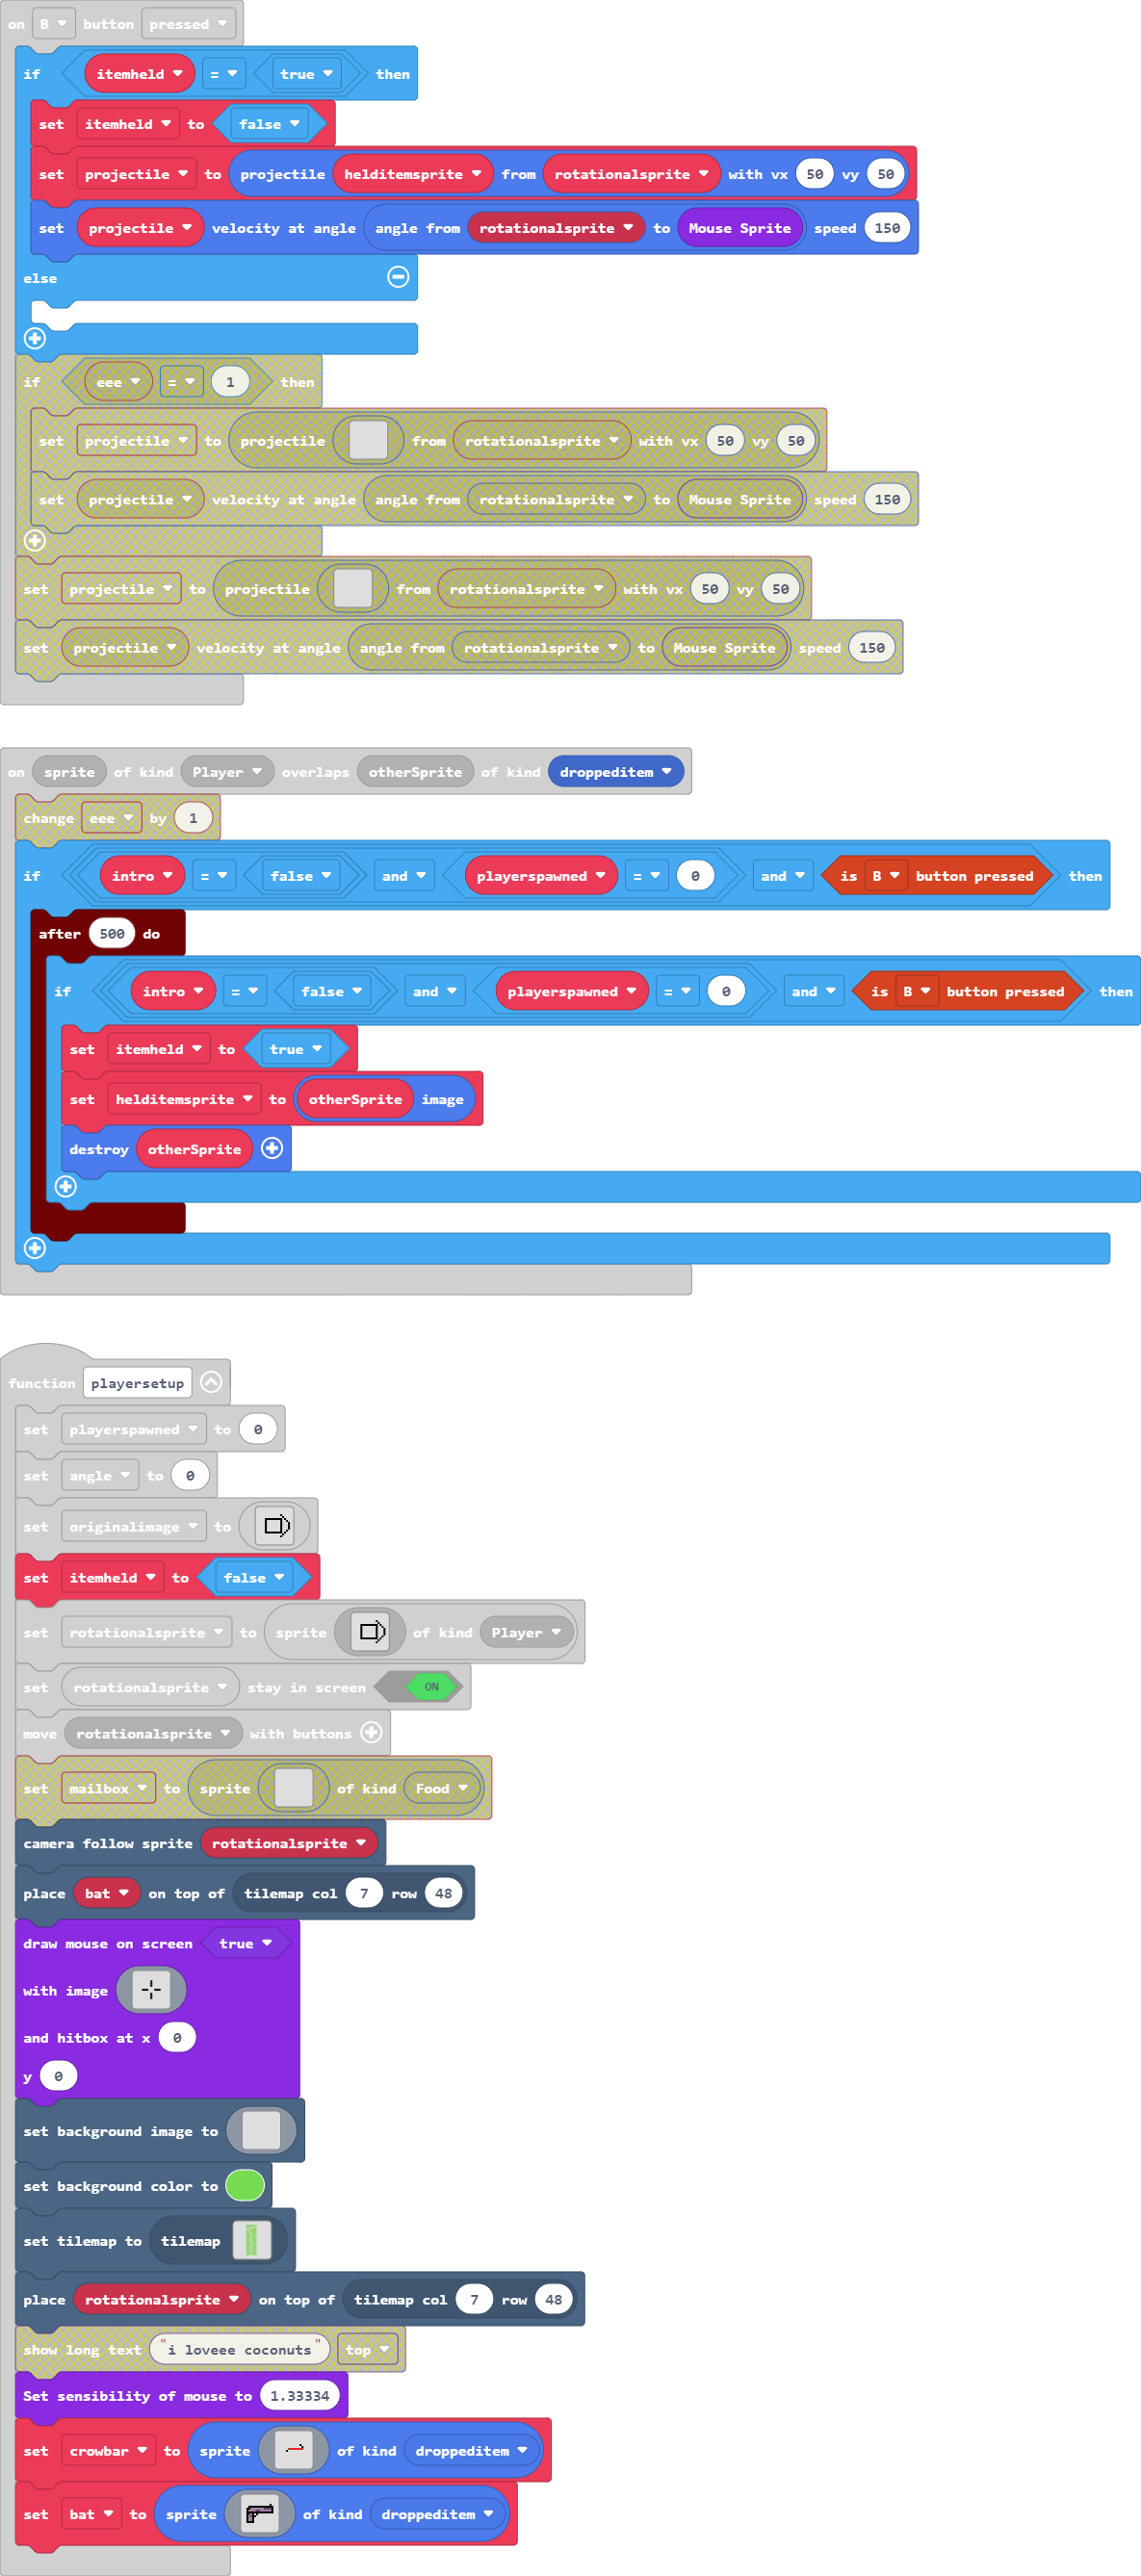 on B button pressed
if itemheld = true then
set itemheld to false
set projectile to projectile helditemsprite from rotationalsprite with vx 50 vy 50
set projectile velocity at angle angle from rotationalsprite to Mouse Sprite speed 150
else
if eee = 1 then
set projectile to projectile from rotationalsprite with vx 50 vy 50
set projectile velocity at angle angle from rotationalsprite to Mouse Sprite speed 150
set projectile to projectile from rotationalsprite with vx 50 vy 50
set projectile velocity at angle angle from rotationalsprite to Mouse Sprite speed 150
on sprite of kind Player overlaps otherSprite of kind droppeditem
change eee by 1
if intro = false and playerspawned = 0 and is B button pressed then
after 500 do
if intro = false and playerspawned = 0 and is B button pressed then
set itemheld to true
set helditemsprite to otherSprite image
destroy otherSprite
function playersetup
set playerspawned to 0
set angle to 0
set originalimage to
set itemheld to false
set rotationalsprite to sprite of kind Player
set rotationalsprite stay in screen ON
move rotationalsprite with buttons
set mailbox to sprite of kind Food
camera follow sprite rotationalsprite
place bat on top of tilemap col 7 row 48
draw mouse on screen true
with image
and hitbox at x 0
y 0
set background image to
set background color to
set tilemap to tilemap
place rotationalsprite on top of tilemap col 7 row 48
show long text "i loveee coconuts" top
Set sensibility of mouse to 1.33334
set crowbar to sprite of kind droppeditem
set bat to sprite of kind droppeditem